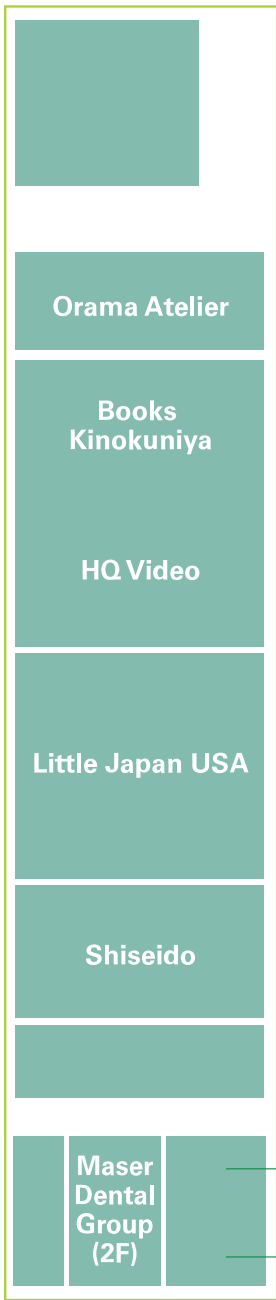 Orama Atelier
Books
Kinokuniya
HQ Video
Little Japan USA
Shiseido
Maser
Dental
Group
(2F)